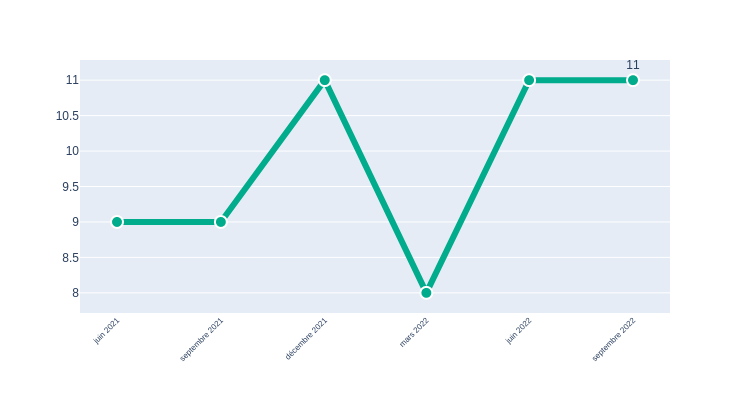 11
11
10.5
10
9.5
9
8.5
8
juin 2021
septembre 2021
décembre 2021
mars 2022
juin 2022
septembre 2022